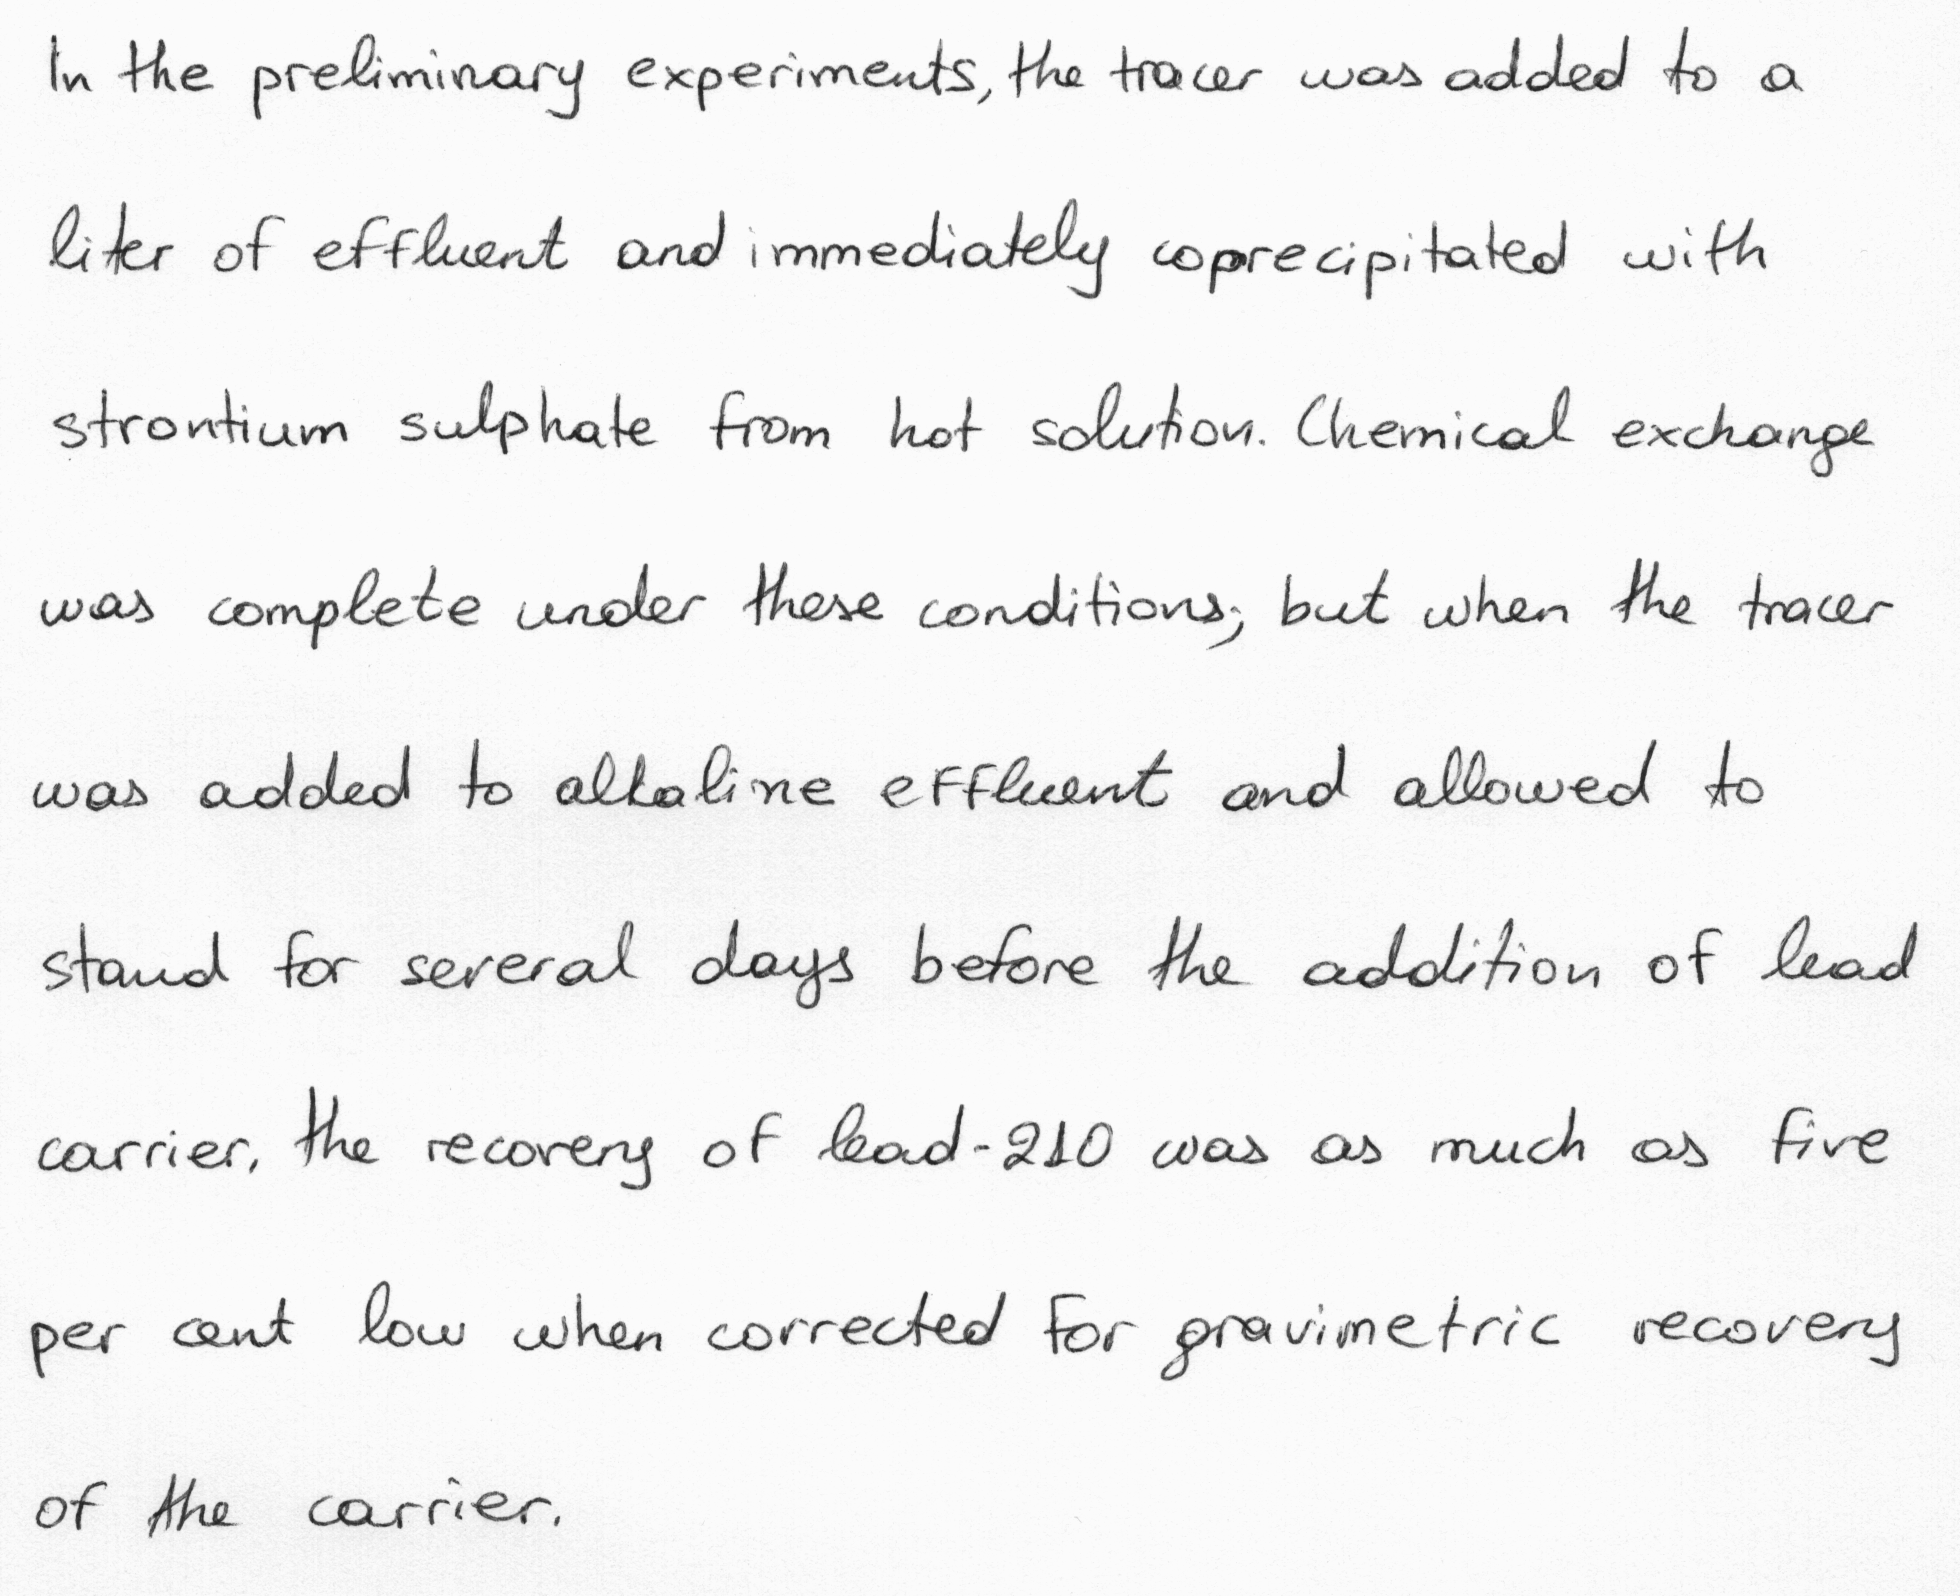 In the preliminary experiments, the tracer was added to a
liter of effluent and immediately coprecipitated with
strontium sulphate from hot solution. Chemical exchange
was complete under these conditions; but when the tracer
was added to alkaline effluent and allowed to
stand for several days before the addition of lead
carrier, the recovery of lead-210 was as much as five
per cent low when corrected for gravimetric recovery
of the carrier.